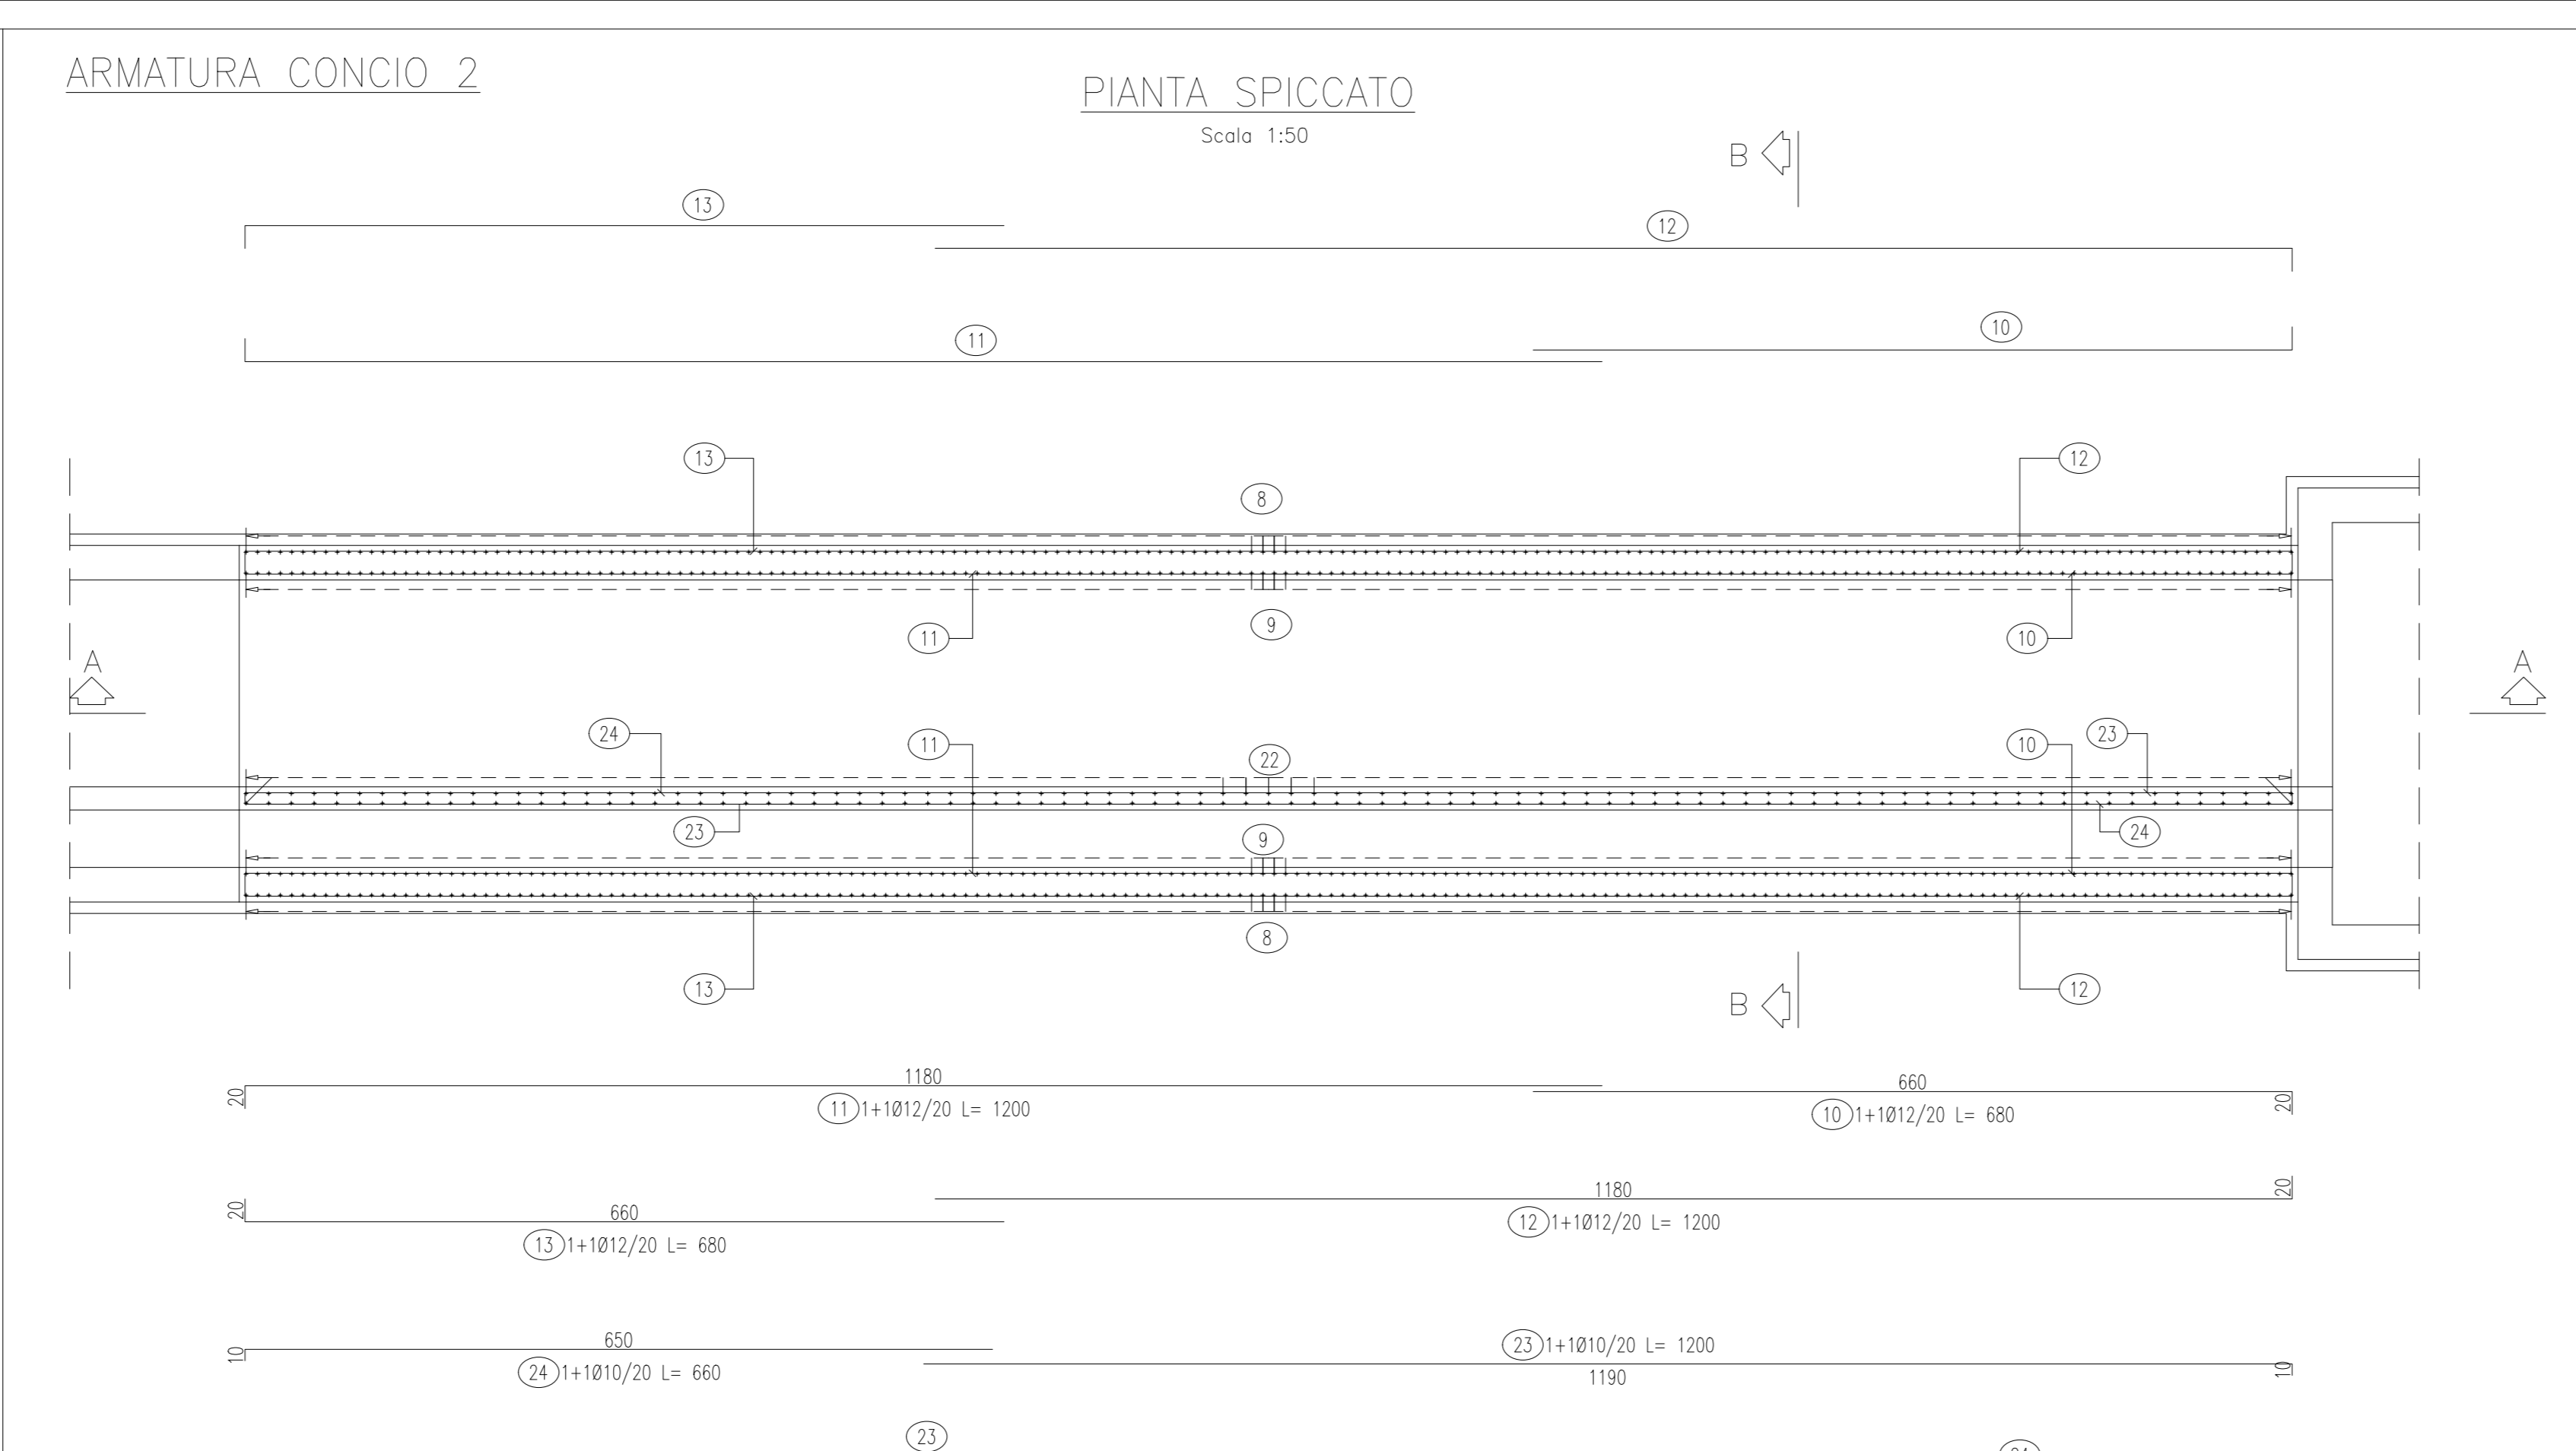 ARMATURA CONCIO 2
PIANTA SPICCATO
Scala 1:50
B
13
12
11
10
13
12
8
11
9
10
A
A
24
11
22
10
23
23
9
24
8
13
12
B
1180
20
11 1+1Ø12/20 L= 1200
660
20
10 1+1Ø12/20 L= 680
1180
20
12 1+1Ø12/20 L= 1200
660
20
13 1+1Ø12/20 L= 680
650
10
24 1+1Ø10/20 L= 660
23 1+1Ø10/20 L= 1200
1190
10
23